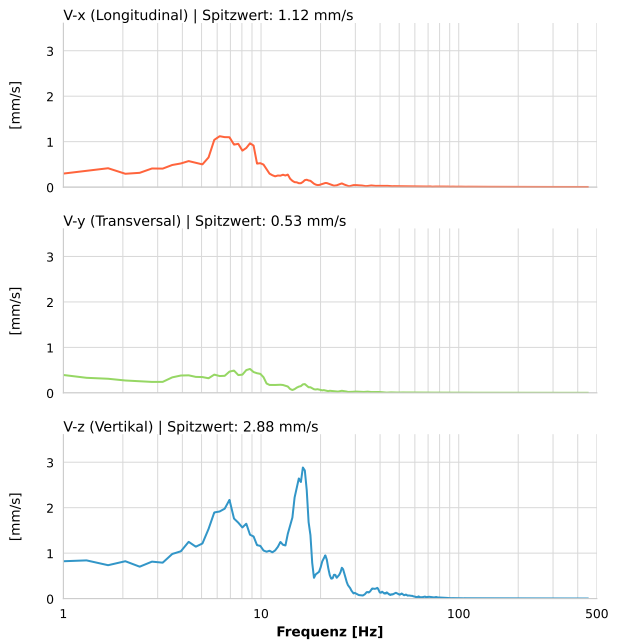 V-x (Longitudinal) | Spitzwert: 1.12 mm/s
3
2
1
0
[mm/s]
V-y (Transversal) | Spitzwert: 0.53 mm/s
3
2
1
0
[mm/s]
V-z (Vertikal) | Spitzwert: 2.88 mm/s
3
2
1
0
[mm/s]
1 10 100 500
Frequenz [Hz]